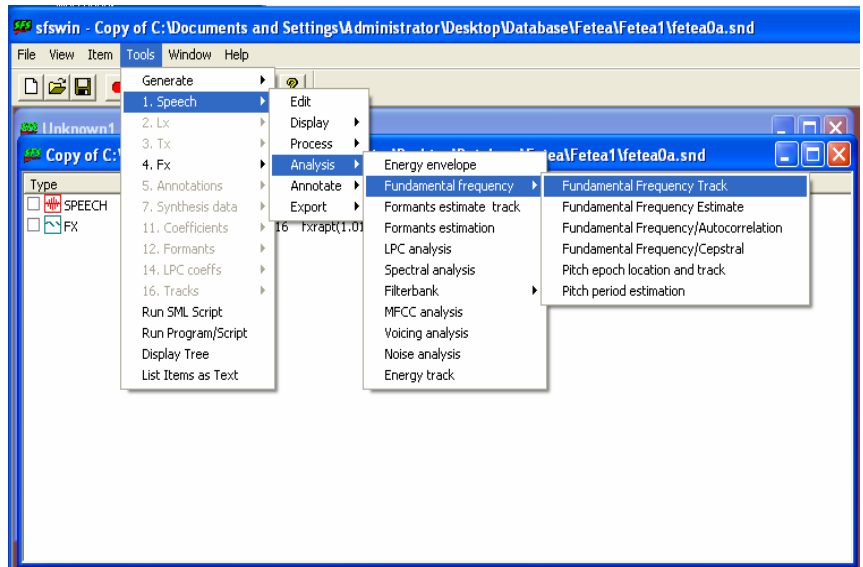 sfswin - Copy of C:\Documents and Settings\Administrator\Desktop\Database\Fetea\Fetea1\fetea0a.snd
File View Item Tools Window Help
Unknown1
Copy of C:\
ea\Fetea1\fetea0a.snd
Type
SPEECH
FX
16 fxrapt(1.01
Generate
1. Speech
2. Lx
3. Tx
4. Fx
5. Annotations
7. Synthesis data
11. Coefficients
12. Formants
14. LPC coeffs
16. Tracks
Run SML Script
Run Program/Script
Display Tree
List Items as Text
Edit
Display
Process
Analysis
Annotate
Export
Energy envelope
Fundamental frequency
Formants estimate track
Formants estimation
LPC analysis
Spectral analysis
Filterbank
MFCC analysis
Voicing analysis
Noise analysis
Energy track
Fundamental Frequency Track
Fundamental Frequency Estimate
Fundamental Frequency/Autocorrelation
Fundamental Frequency/Cepstral
Pitch epoch location and track
Pitch period estimation